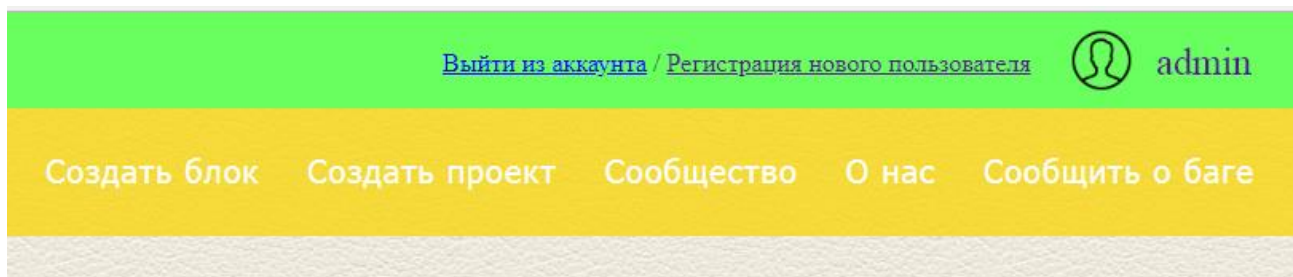 Выйти из аккаунта / Регистрация нового пользователя admin
Создать блок Создать проект Сообщество О нас Сообщить о баге